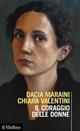 DACIA MARAINI
CHIARA VALENTINI
IL CORAGGIO
DELLE DONNE
il Mulino